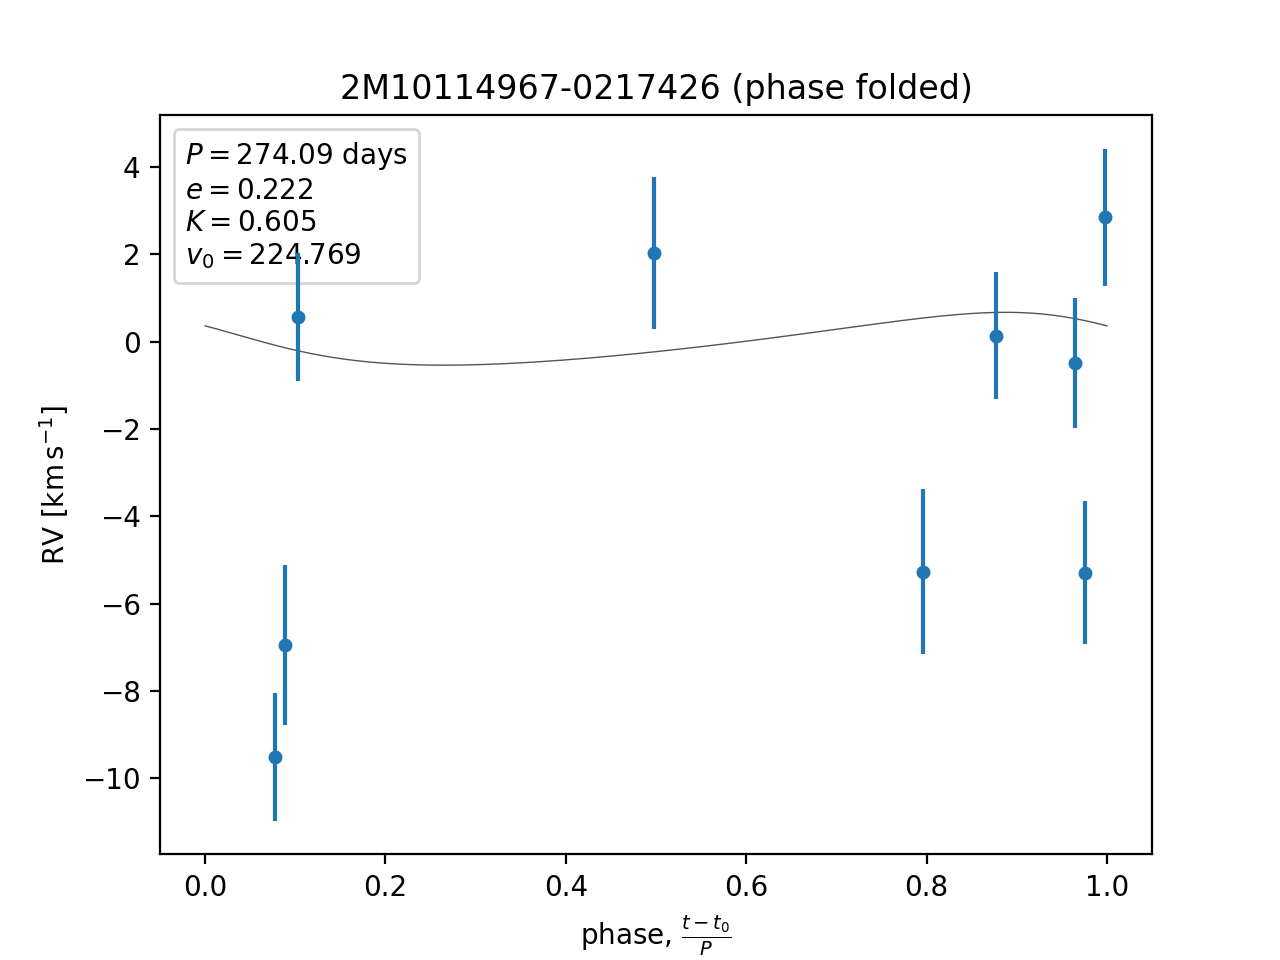 2M10114967-0217426 (phase folded)
P = 274.09 days
e = 0.222
K = 0.605
v₀ = 224.769
4
2
0
−2
−4
−6
−8
−10
RV [km s⁻¹]
0.0 0.2 0.4 0.6 0.8 1.0
phase, (t − t₀)/P